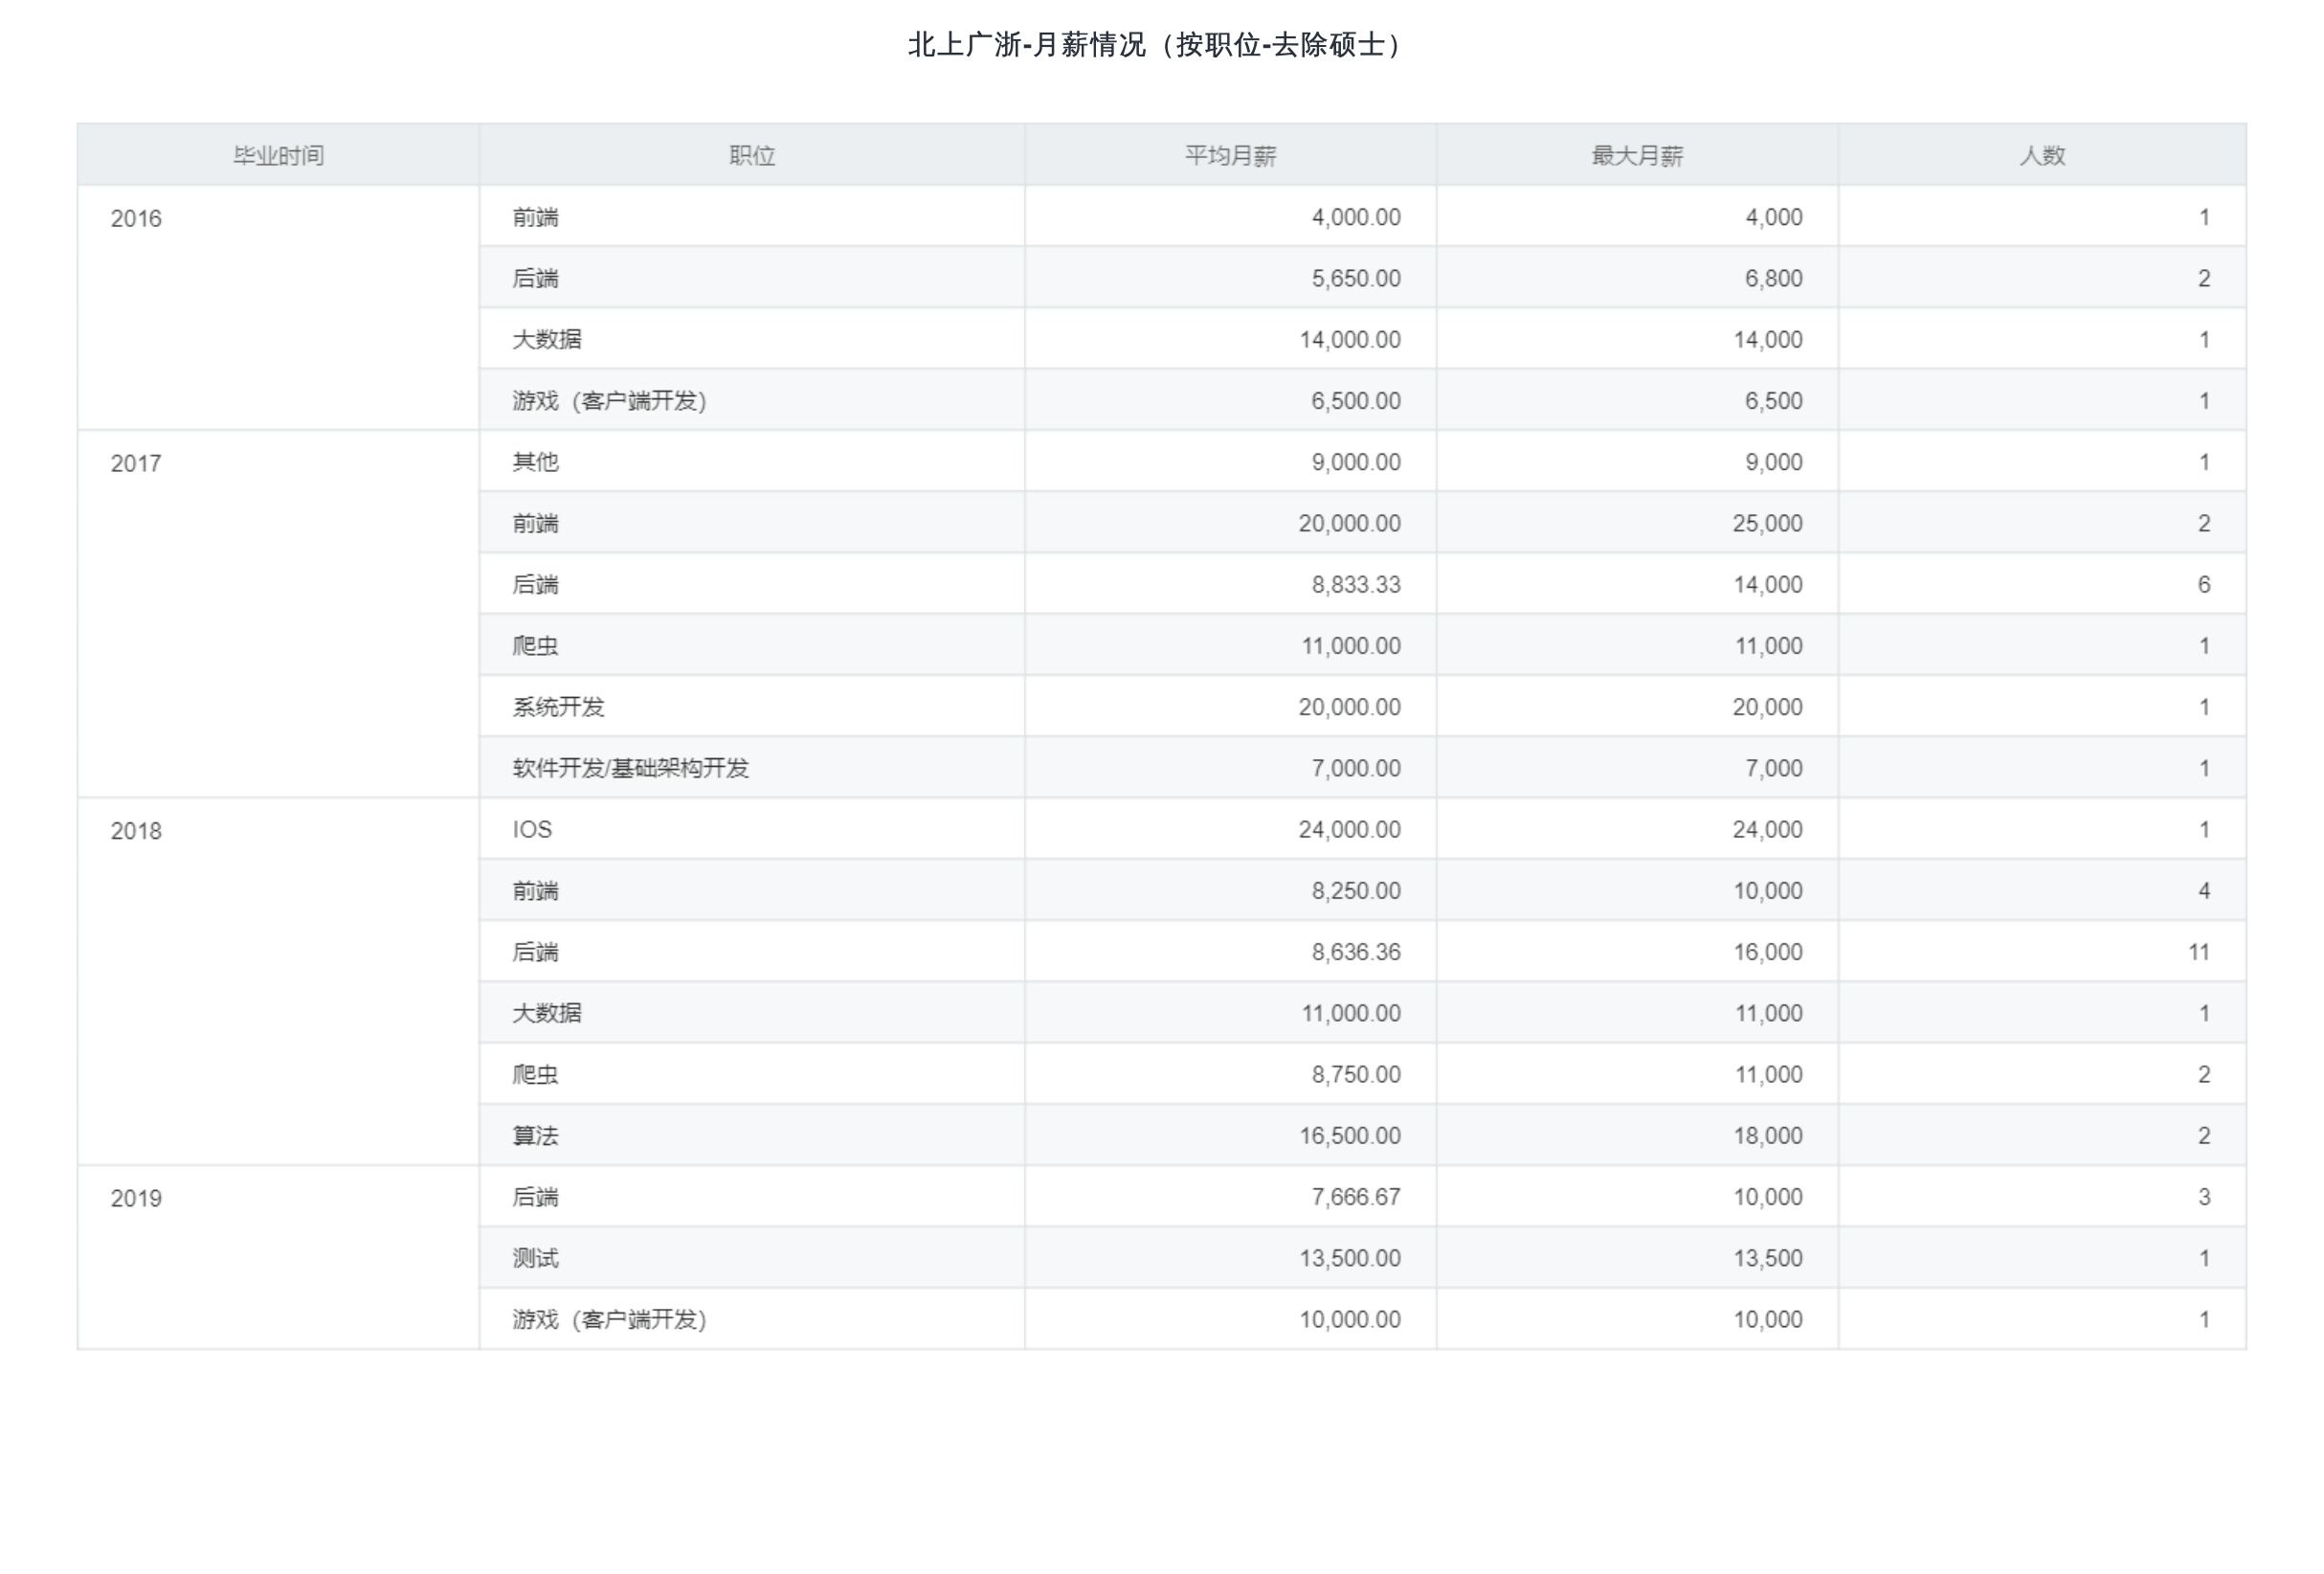 北上广浙-月薪情况（按职位-去除硕士）
毕业时间 职位 平均月薪 最大月薪 人数
2016 前端 4,000.00 4,000 1
后端 5,650.00 6,800 2
大数据 14,000.00 14,000 1
游戏（客户端开发） 6,500.00 6,500 1
2017 其他 9,000.00 9,000 1
前端 20,000.00 25,000 2
后端 8,833.33 14,000 6
爬虫 11,000.00 11,000 1
系统开发 20,000.00 20,000 1
软件开发/基础架构开发 7,000.00 7,000 1
2018 IOS 24,000.00 24,000 1
前端 8,250.00 10,000 4
后端 8,636.36 16,000 11
大数据 11,000.00 11,000 1
爬虫 8,750.00 11,000 2
算法 16,500.00 18,000 2
2019 后端 7,666.67 10,000 3
测试 13,500.00 13,500 1
游戏（客户端开发） 10,000.00 10,000 1